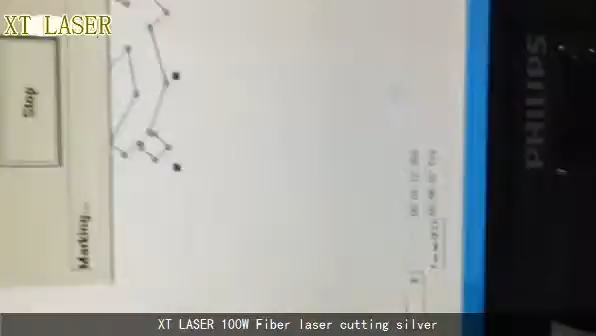 XT LASER
Stop
Marking...
PHILIPS
XT LASER 100W Fiber laser cutting silver